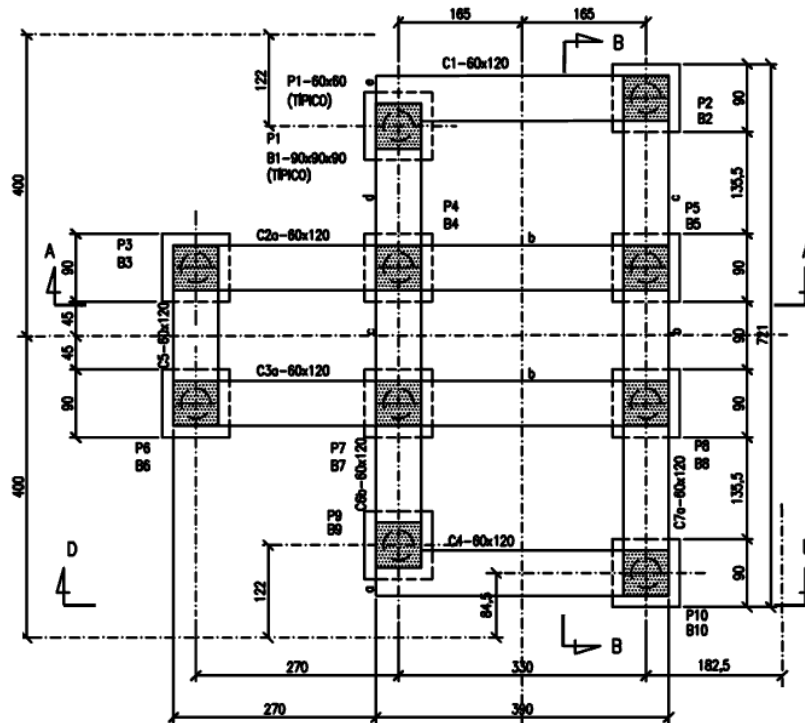 165 165
B
C1-60x120
P1-60x60
(TÍPICO)
122
e
P2
B2
90
P1
B1-90x90x90
(TÍPICO)
400
135,5
d
c
P4
B4
P5
B5
P3
B3
C2a-60x120
b
A
A
90
90
45
C5-60x120
c
b
90
721
45
C3a-60x120
b
90
90
P6
B6
P7
B7
P8
B8
C6b-60x120
C7a-60x120
135,5
400
P9
B9
C4-60x120
D
122
a
84,5
90
P10
B10
B
270 330 182,5
270 390